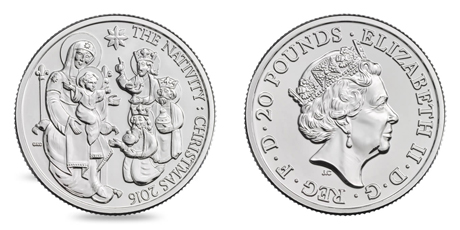 THE NATIVITY : CHRISTMAS 2016
ELIZABETH II · D · G · REG · F · D · 20 POUNDS ·
J.C